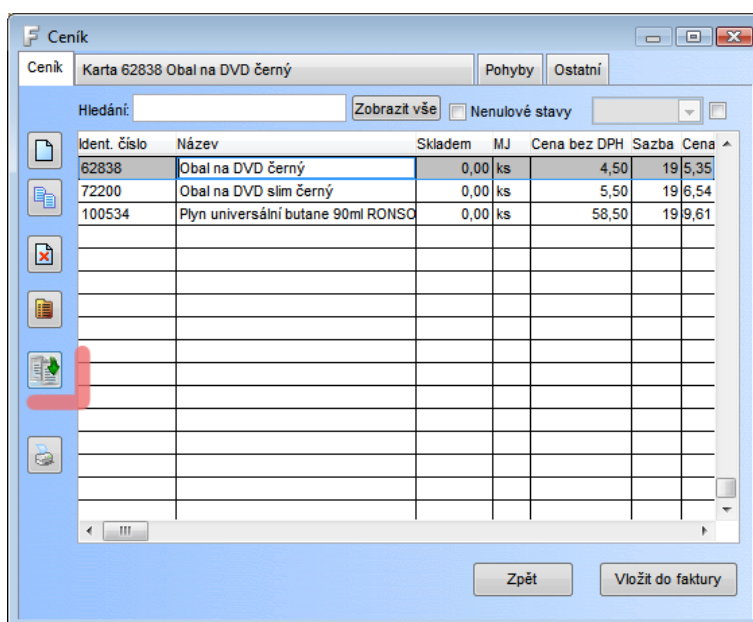 Ceník
Ceník Karta 62838 Obal na DVD černý Pohyby Ostatní
Hledání: Zobrazit vše Nenulové stavy
Ident. číslo Název Skladem MJ Cena bez DPH Sazba Cena
62838 Obal na DVD černý 0,00 ks 4,50 19 5,35
72200 Obal na DVD slim černý 0,00 ks 5,50 19 6,54
100534 Plyn universální butane 90ml RONSO 0,00 ks 58,50 19 9,61
Zpět Vložit do faktury